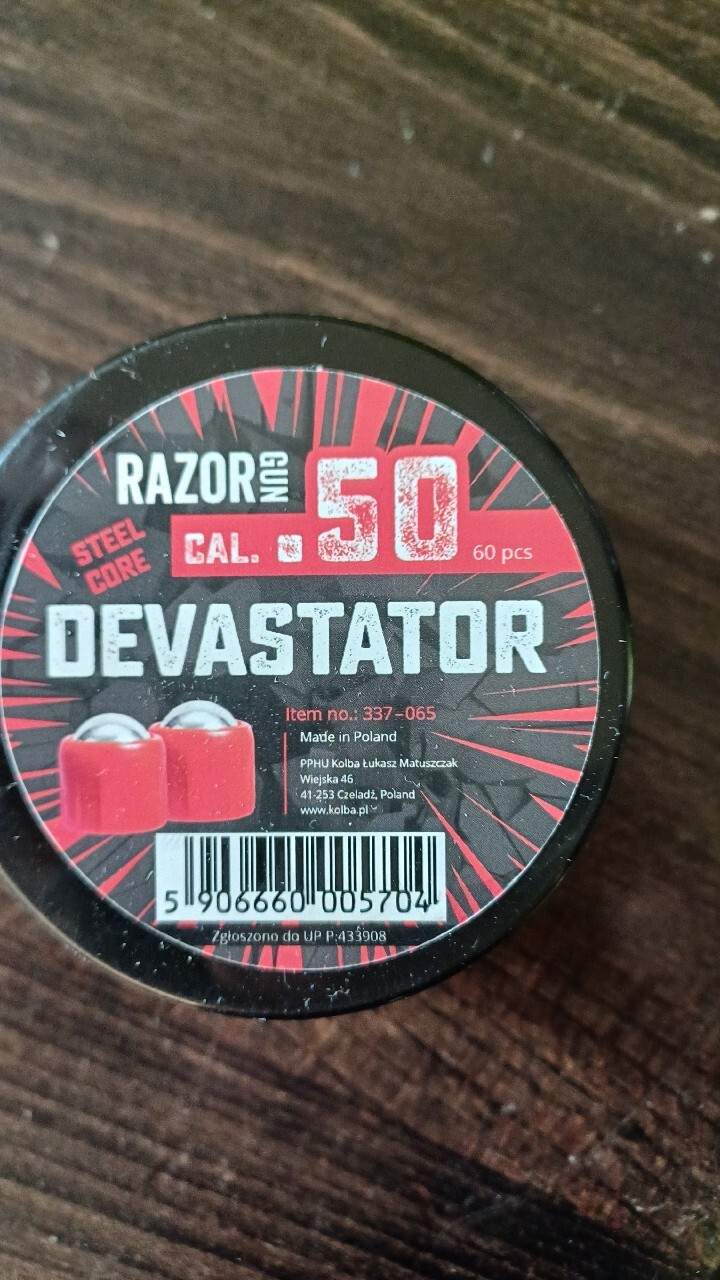 RAZOR GUN
STEEL CORE
CAL. .50 60 pcs
DEVASTATOR
Item no.: 337-065
Made in Poland
PPHU Kolba Łukasz Matuszczak
Wiejska 46
41-253 Czeladź, Poland
www.kolba.pl
5 906660 005704
Zgłoszono do UP P.433908